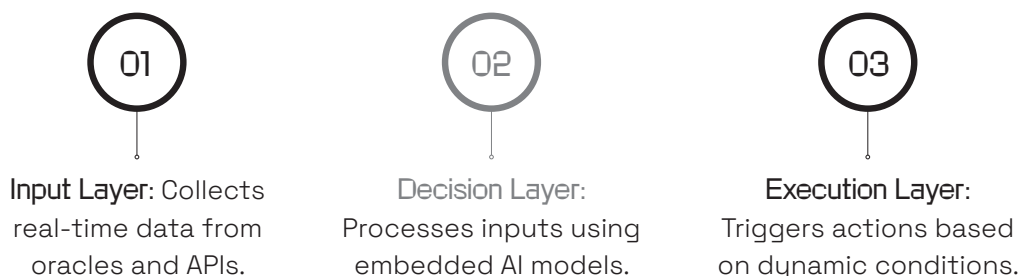 01
Input Layer: Collects
real-time data from
oracles and APIs.
02
Decision Layer:
Processes inputs using
embedded AI models.
03
Execution Layer:
Triggers actions based
on dynamic conditions.